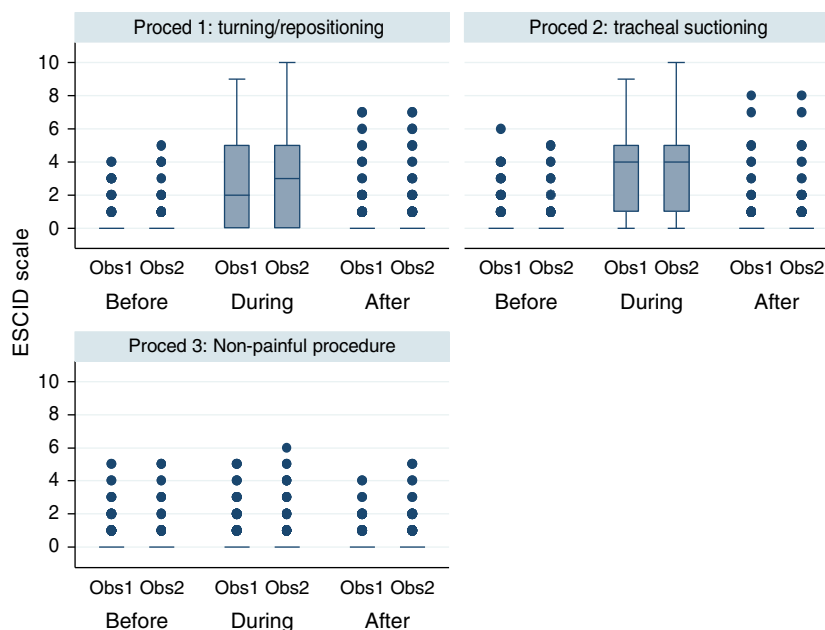 Proced 1: turning/repositioning
Proced 2: tracheal suctioning
10
8
6
4
2
0
Obs1 Obs2 Obs1 Obs2 Obs1 Obs2
Before During After
Obs1 Obs2 Obs1 Obs2 Obs1 Obs2
Before During After
ESCID scale
Proced 3: Non-painful procedure
10
8
6
4
2
0
Obs1 Obs2 Obs1 Obs2 Obs1 Obs2
Before During After